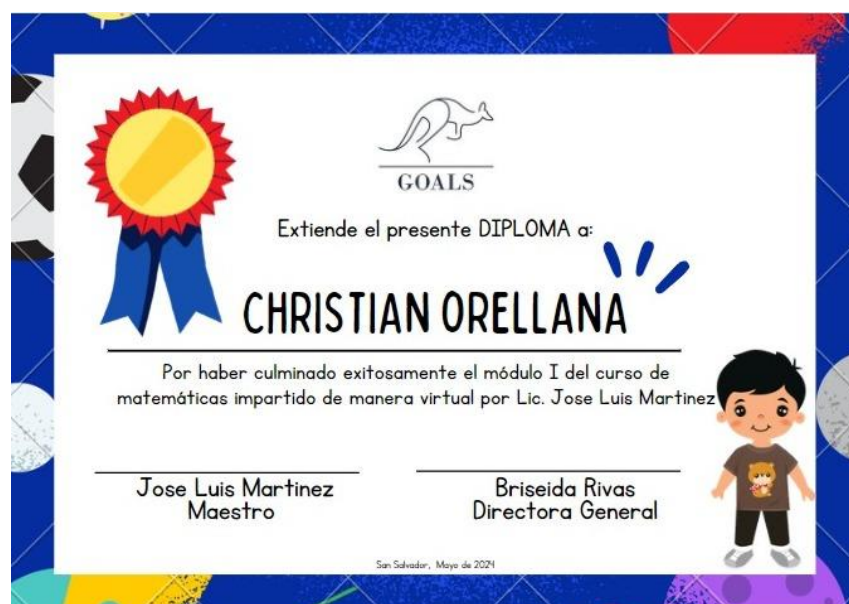 GOALS
Extiende el presente DIPLOMA a:
CHRISTIAN ORELLANA
Por haber culminado exitosamente el módulo I del curso de
matemáticas impartido de manera virtual por Lic. Jose Luis Martinez
Jose Luis Martinez
Maestro
Briseida Rivas
Directora General
San Salvador, Mayo de 2024